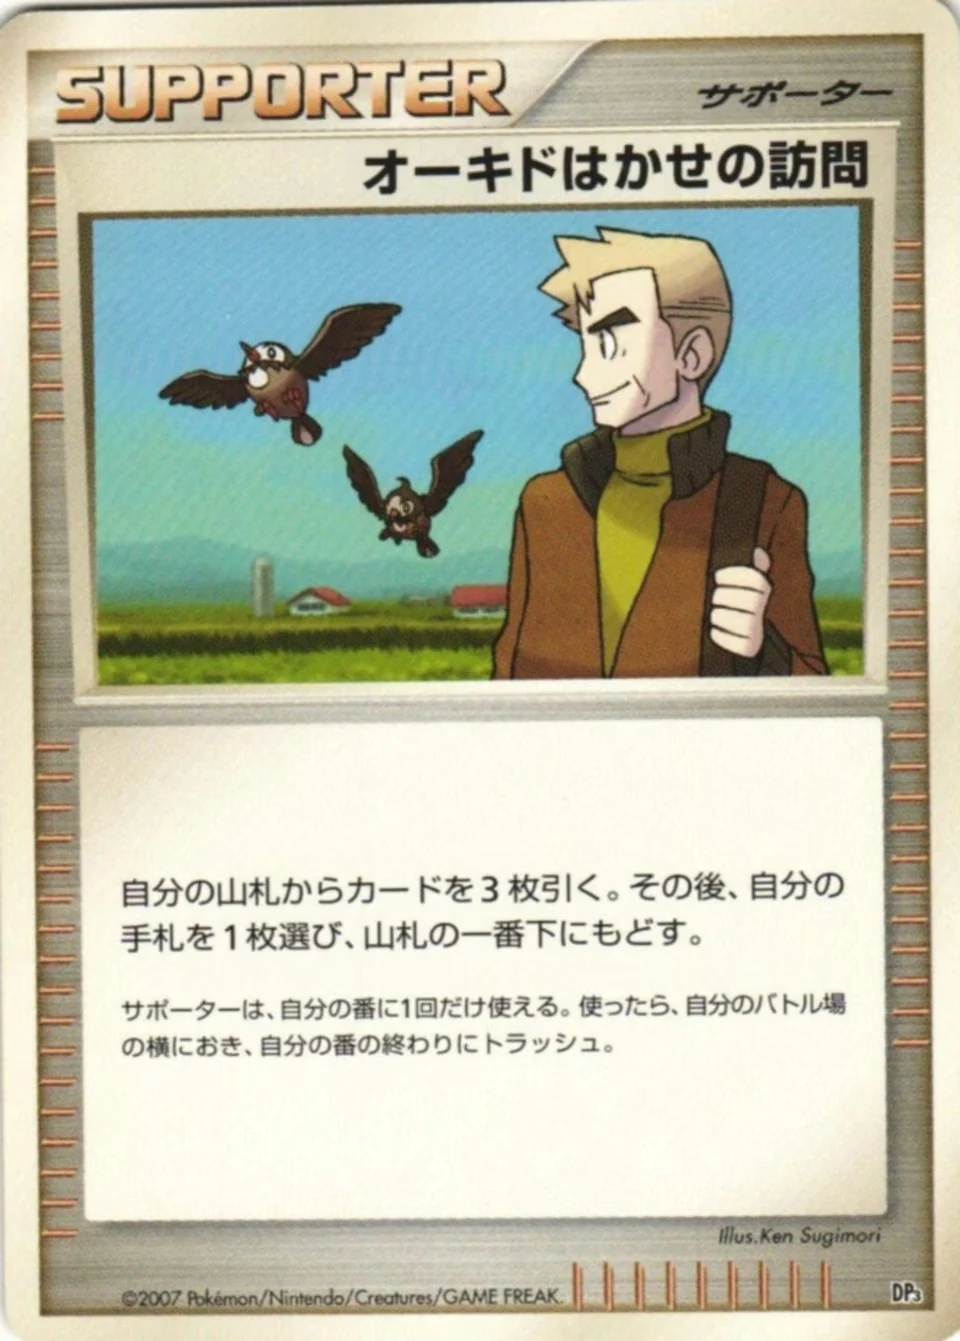 SUPPORTER
サポーター
オーキドはかせの訪問
自分の山札からカードを3枚引く。その後、自分の
手札を1枚選び、山札の一番下にもどす。
サポーターは、自分の番に1回だけ使える。使ったら、自分のバトル場
の横におき、自分の番の終わりにトラッシュ。
Illus.Ken Sugimori
©2007 Pokémon/Nintendo/Creatures/GAME FREAK.
DP3